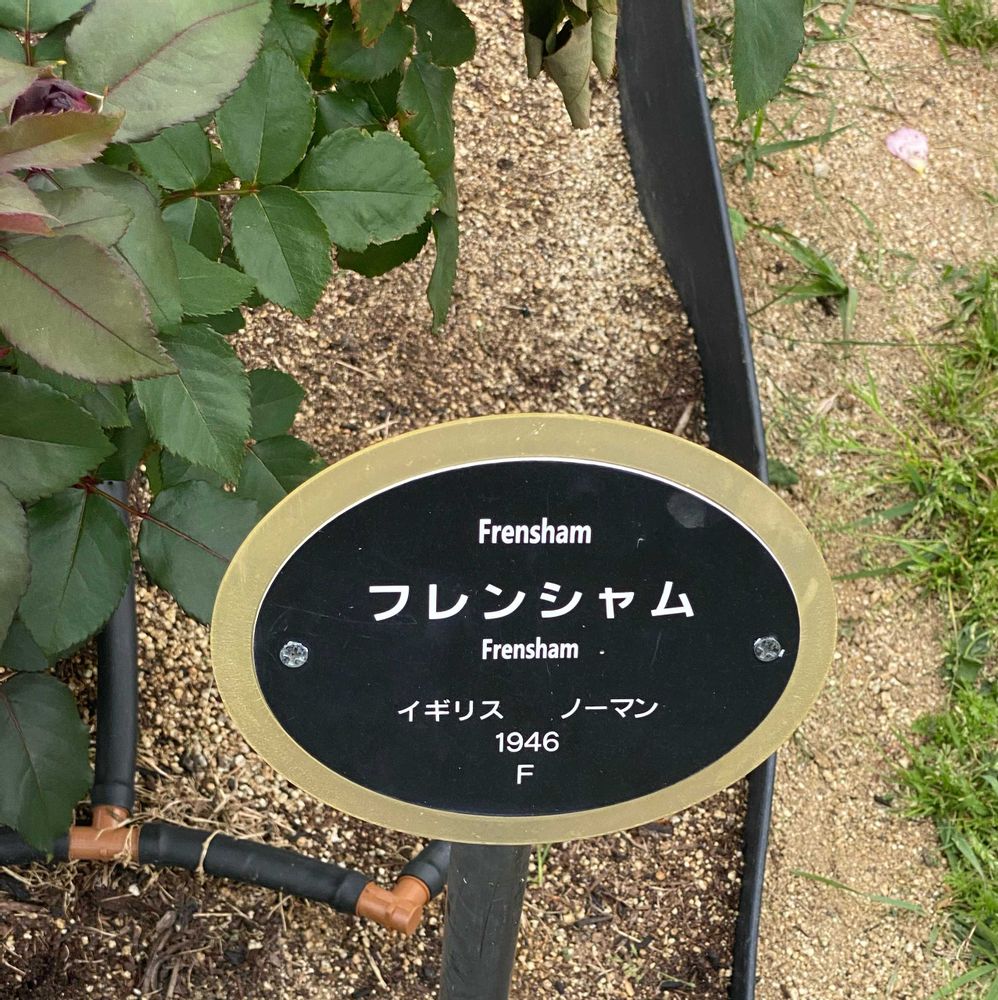 Frensham
フレンシャム
Frensham
イギリス ノーマン
1946
F